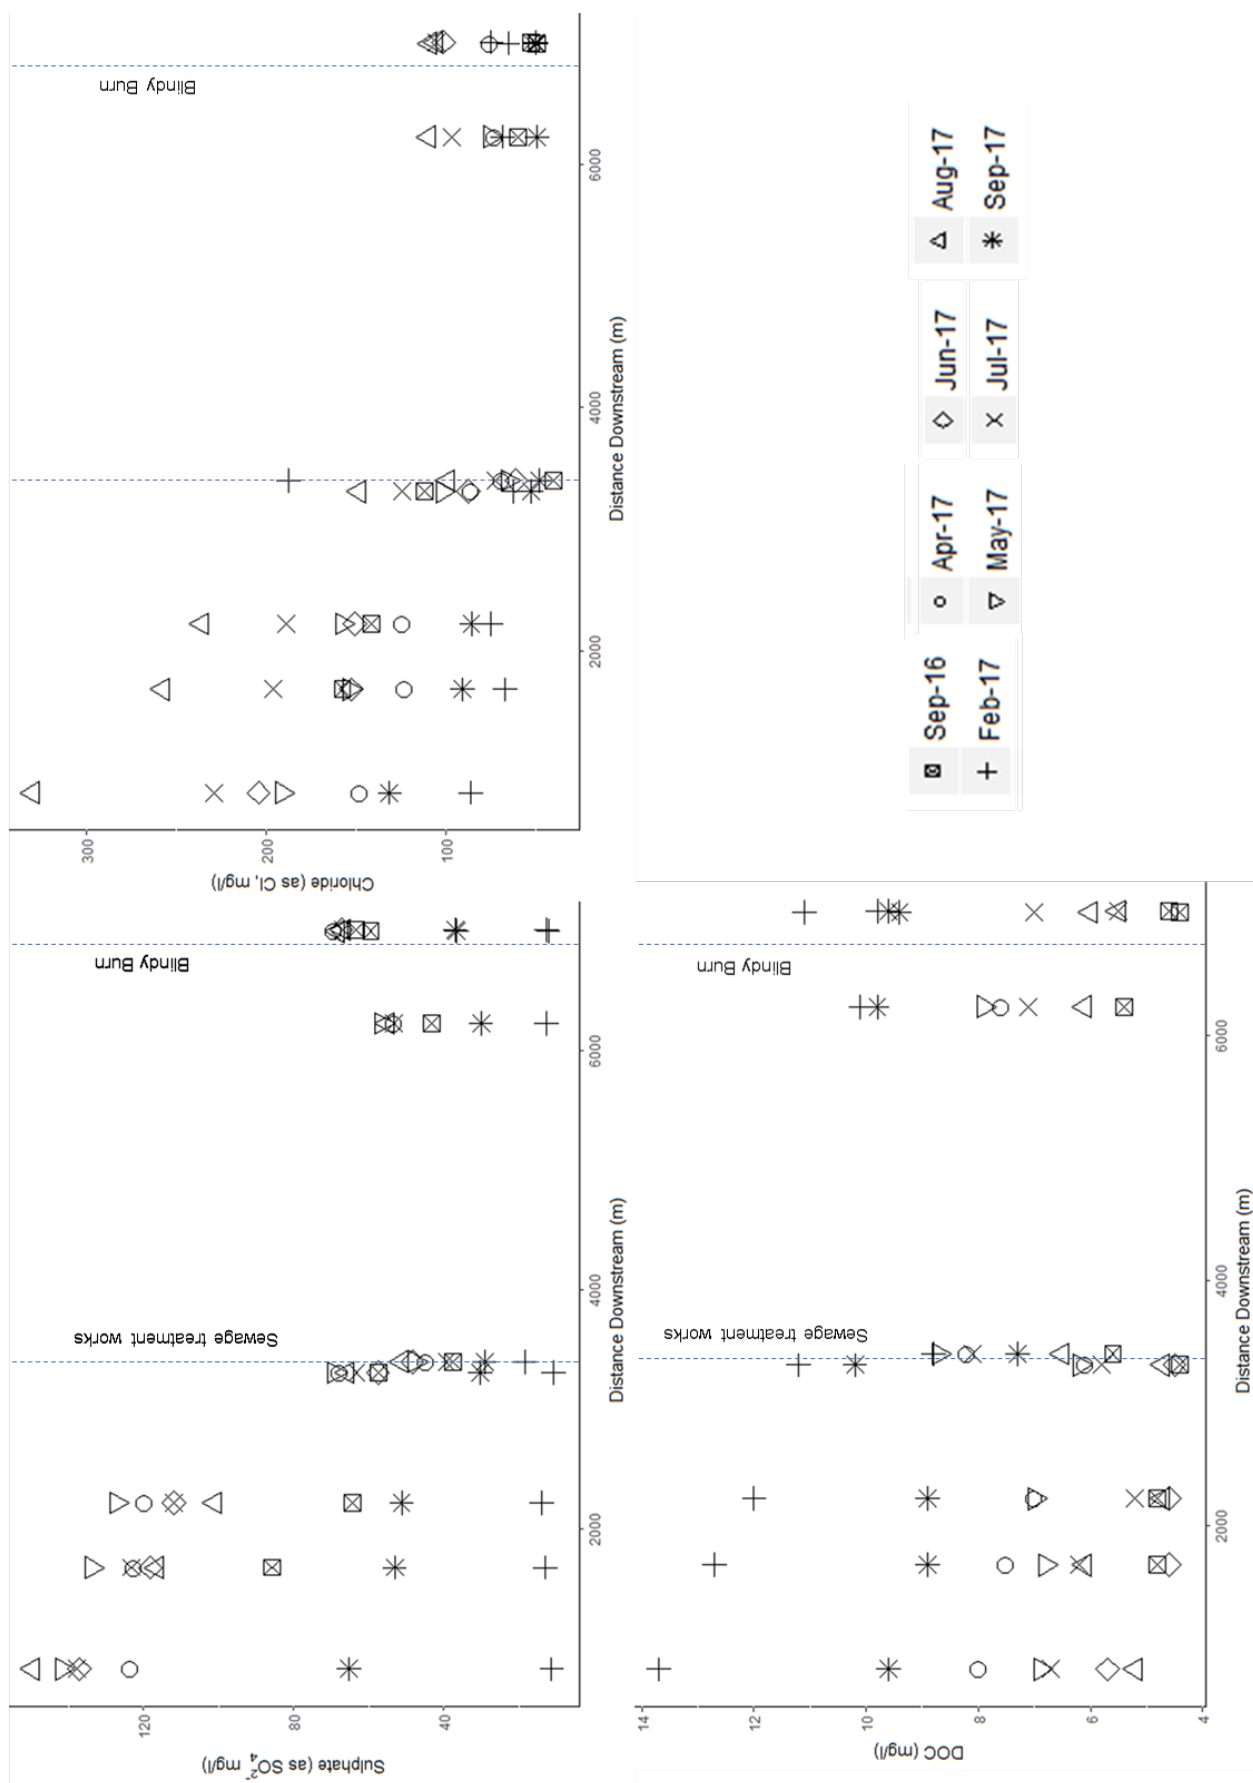 Sulphate (as SO₄²⁻ mg/l)
120
80
40
Sewage treatment works
Blindy Burn
2000
4000
6000
Distance Downstream (m)
Chloride (as Cl, mg/l)
300
200
100
Blindy Burn
2000
4000
6000
Distance Downstream (m)
DOC (mg/l)
14
12
10
8
6
4
Sewage treatment works
Blindy Burn
2000
4000
6000
Distance Downstream (m)
Sep-16 Apr-17 Jun-17 Aug-17
Feb-17 May-17 Jul-17 Sep-17